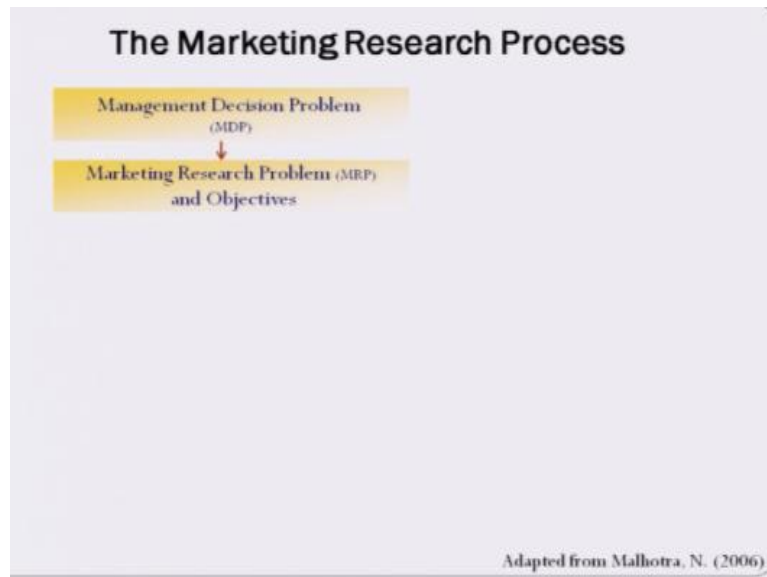 The Marketing Research Process
Management Decision Problem
(MDP)
Marketing Research Problem (MRP)
and Objectives
Adapted from Malhotra, N. (2006)